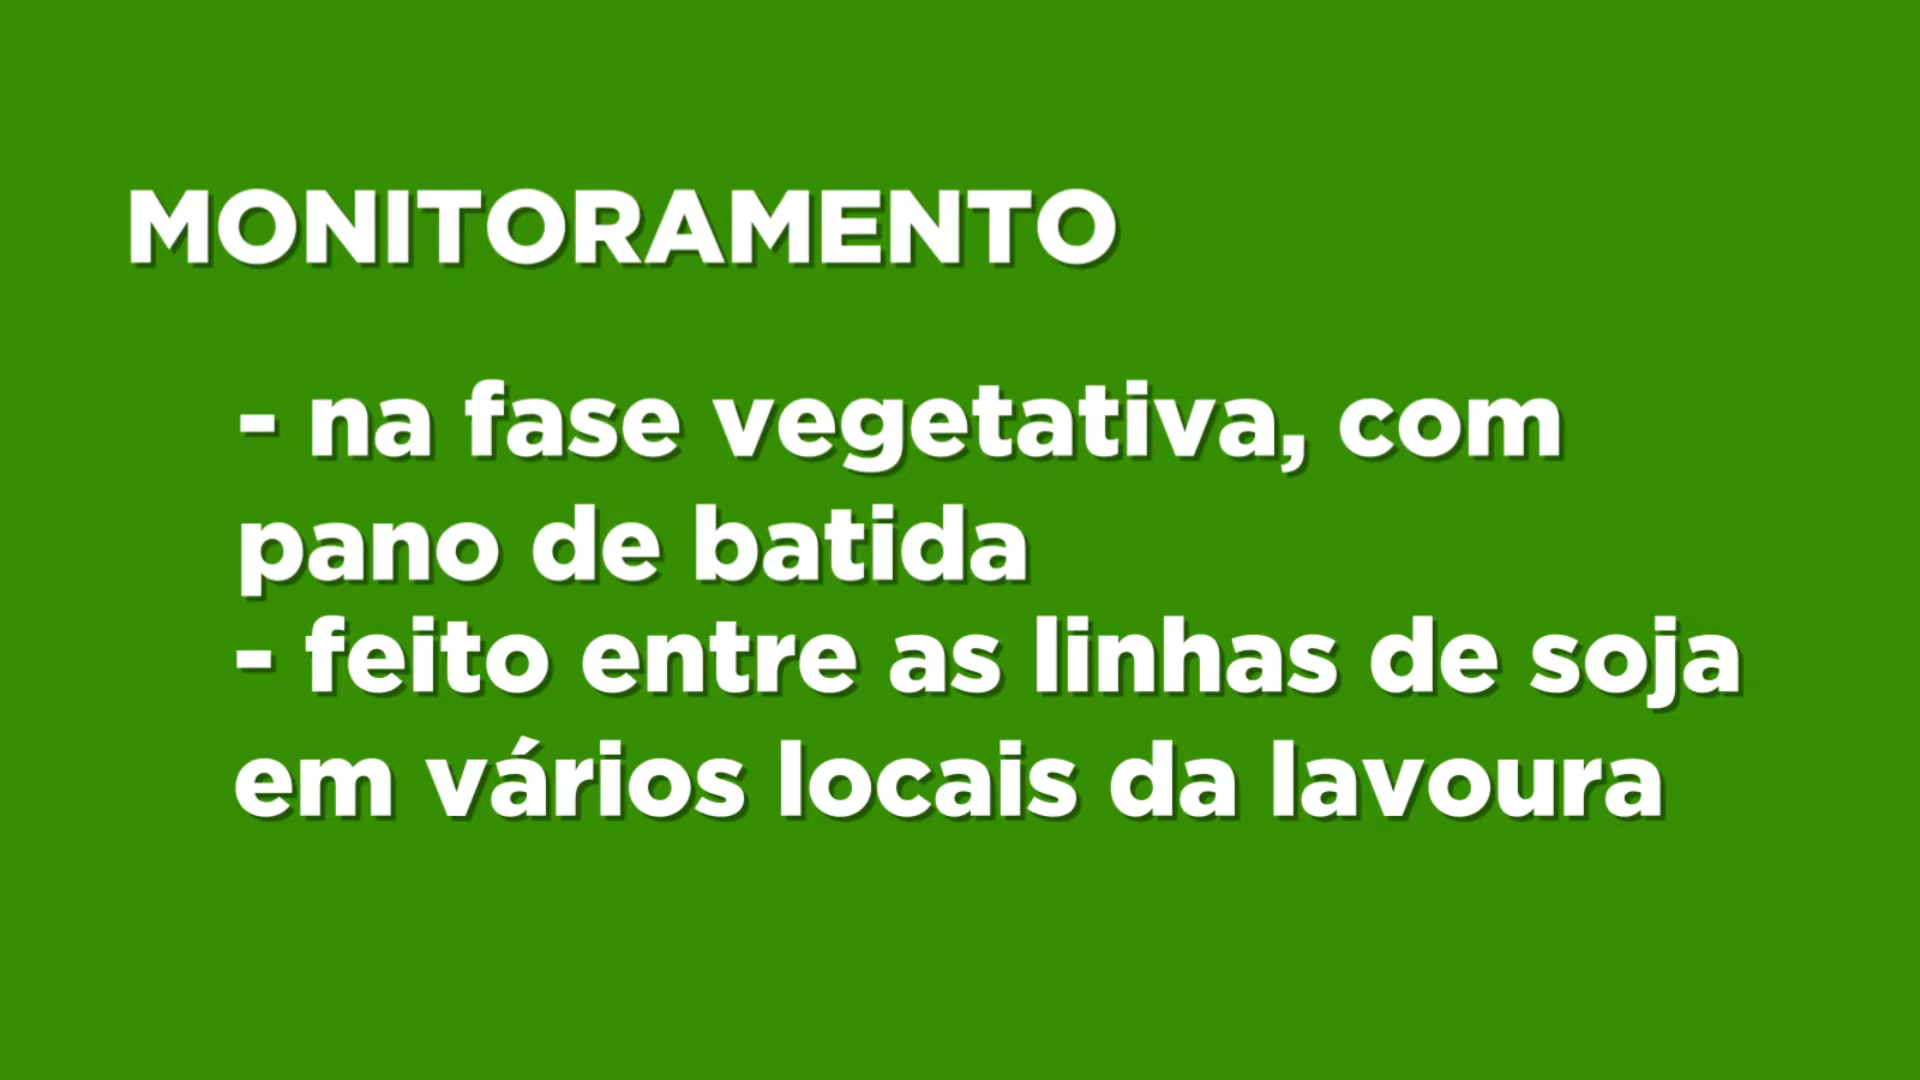 MONITORAMENTO
- na fase vegetativa, com
pano de batida
- feito entre as linhas de soja
em vários locais da lavoura